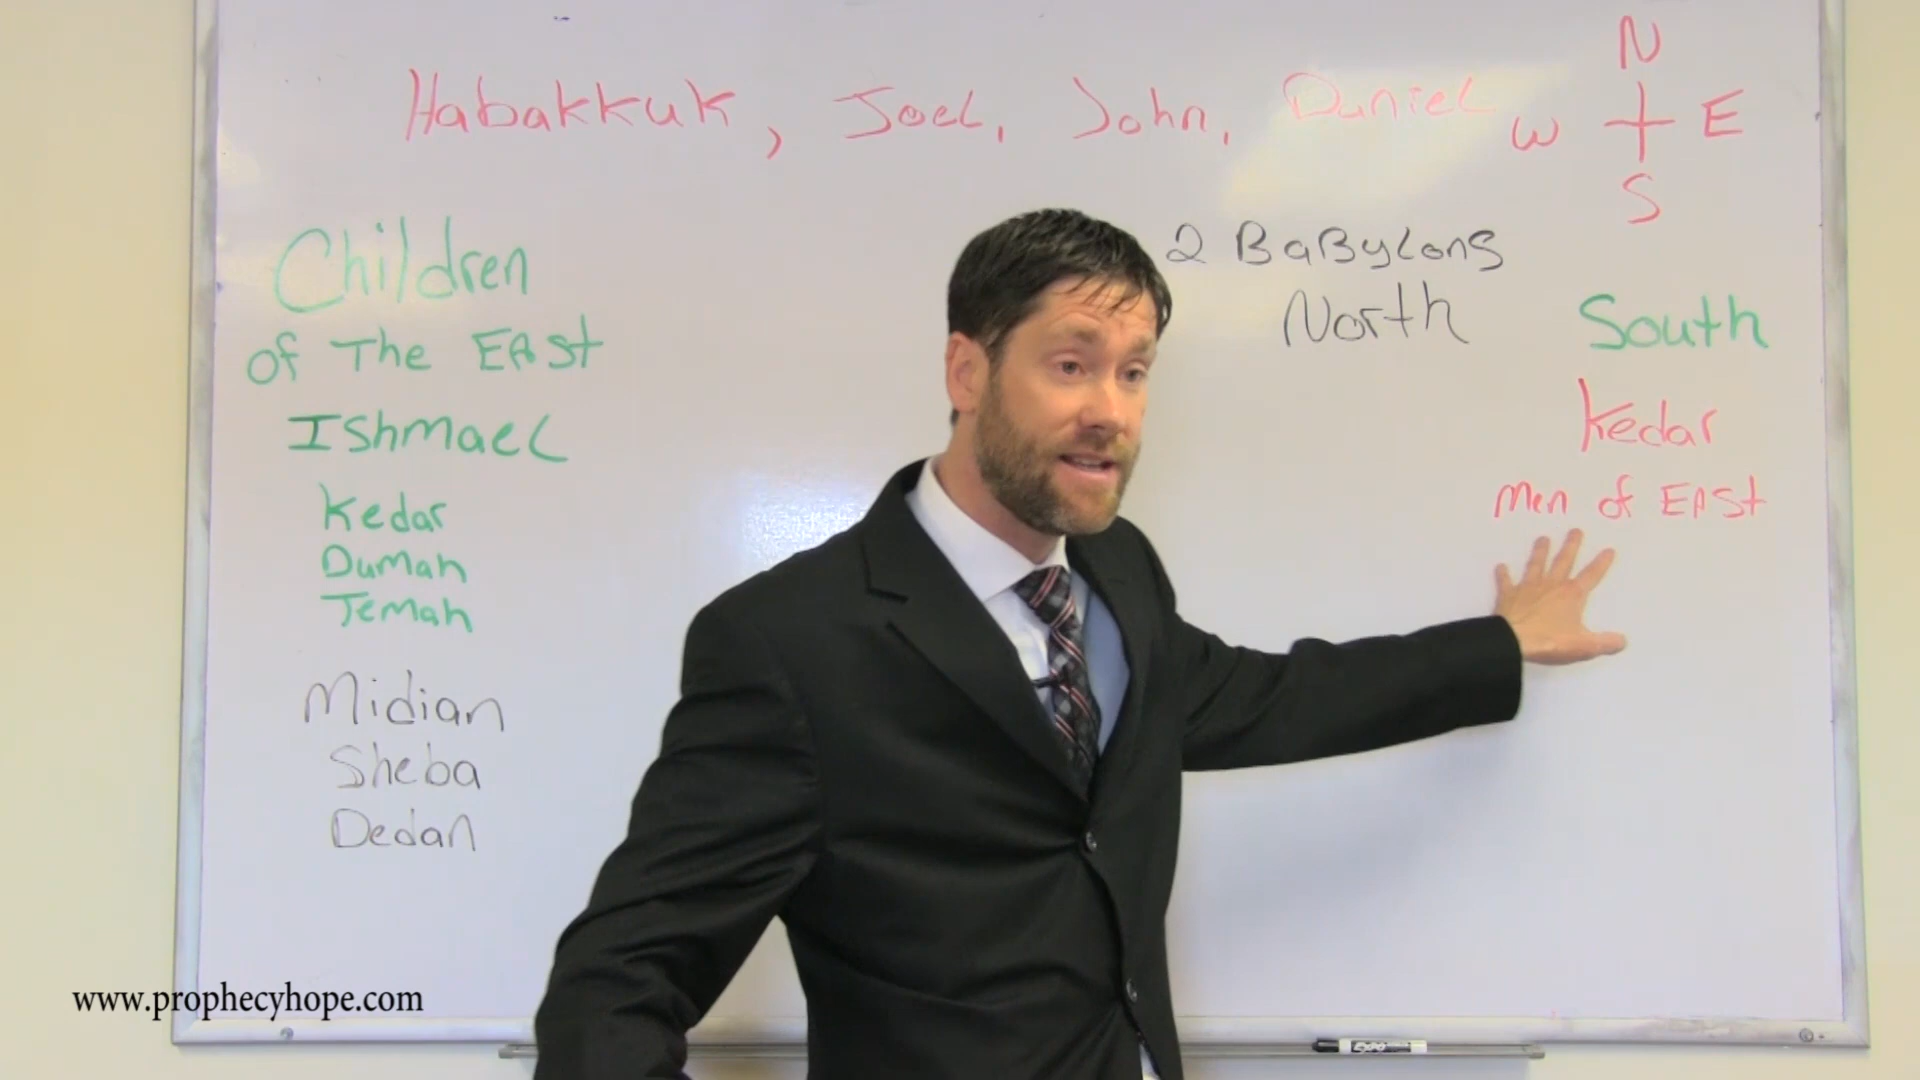 N
Habakkuk, Joel, John, Daniel
W E
S
Children
of The EAst
IShmaeL
Kedar
Dumah
Temah
Midian
Sheba
Dedan
2 BaByLons
North
South
Kedar
Men of EASt
www.prophecyhope.com
EXPO